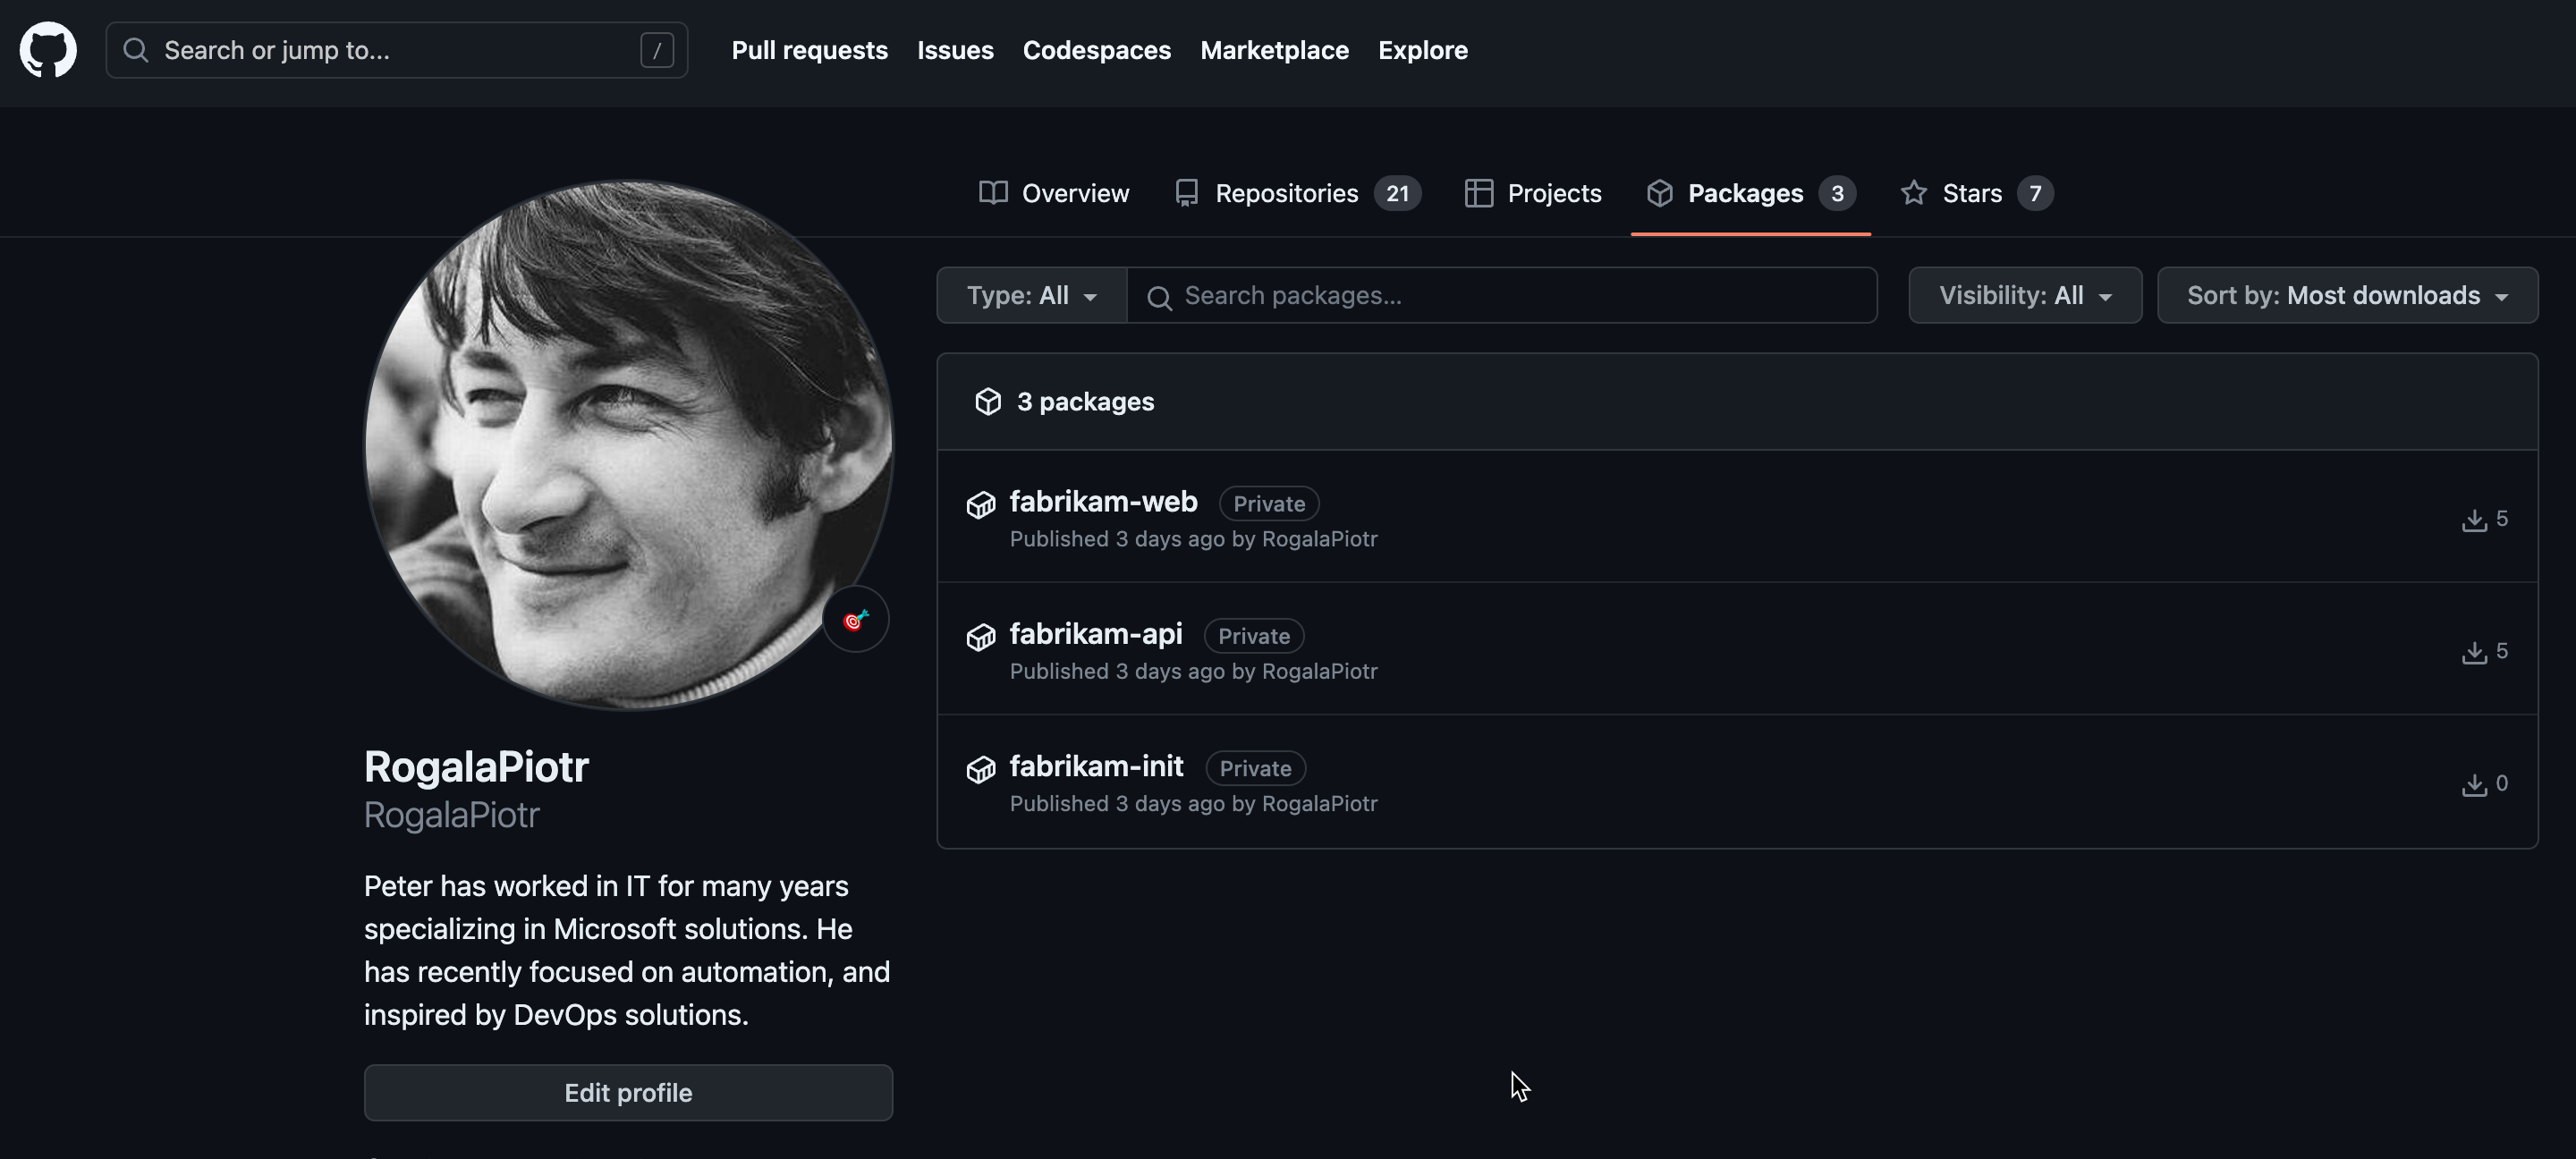 Search or jump to...
/
Pull requests
Issues
Codespaces
Marketplace
Explore
Overview
Repositories 21
Projects
Packages 3
Stars 7
Type: All
Search packages...
Visibility: All
Sort by: Most downloads
3 packages
fabrikam-web Private
Published 3 days ago by RogalaPiotr
5
fabrikam-api Private
Published 3 days ago by RogalaPiotr
5
fabrikam-init Private
Published 3 days ago by RogalaPiotr
0
RogalaPiotr
RogalaPiotr
Peter has worked in IT for many years
specializing in Microsoft solutions. He
has recently focused on automation, and
inspired by DevOps solutions.
Edit profile